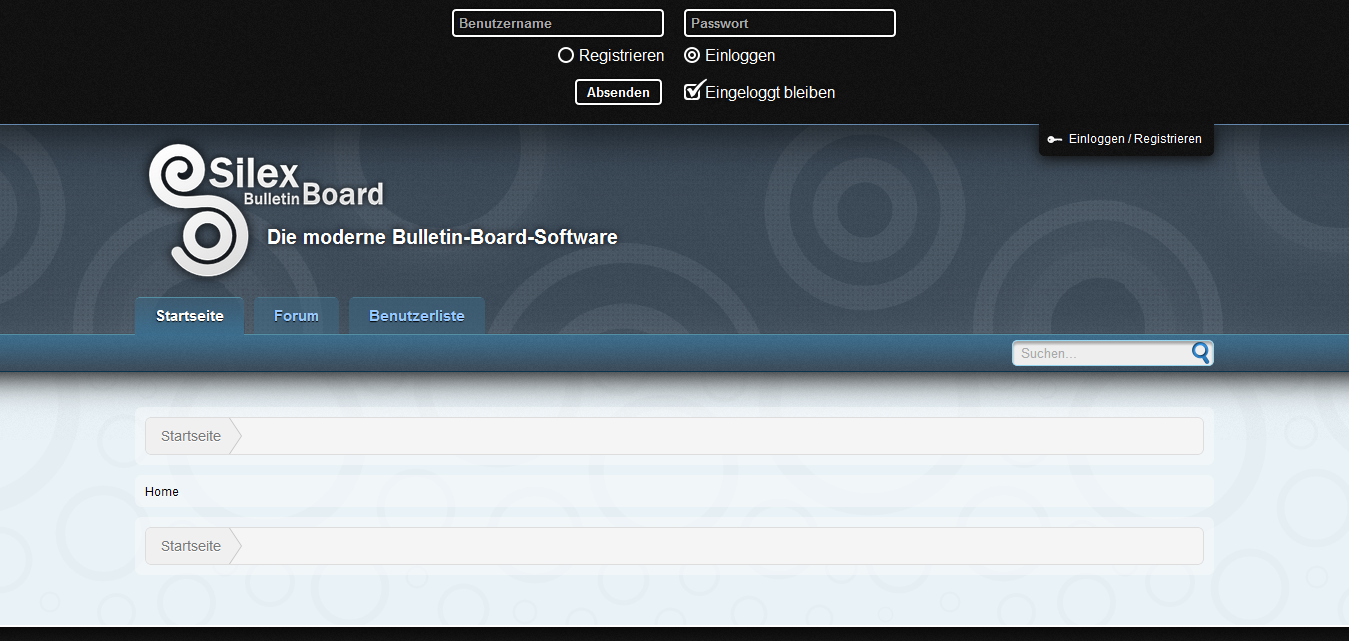 Benutzername Passwort
Registrieren Einloggen
Absenden Eingeloggt bleiben
Einloggen / Registrieren
Silex
Bulletin Board
Die moderne Bulletin-Board-Software
Startseite Forum Benutzerliste
Suchen...
Startseite
Home
Startseite